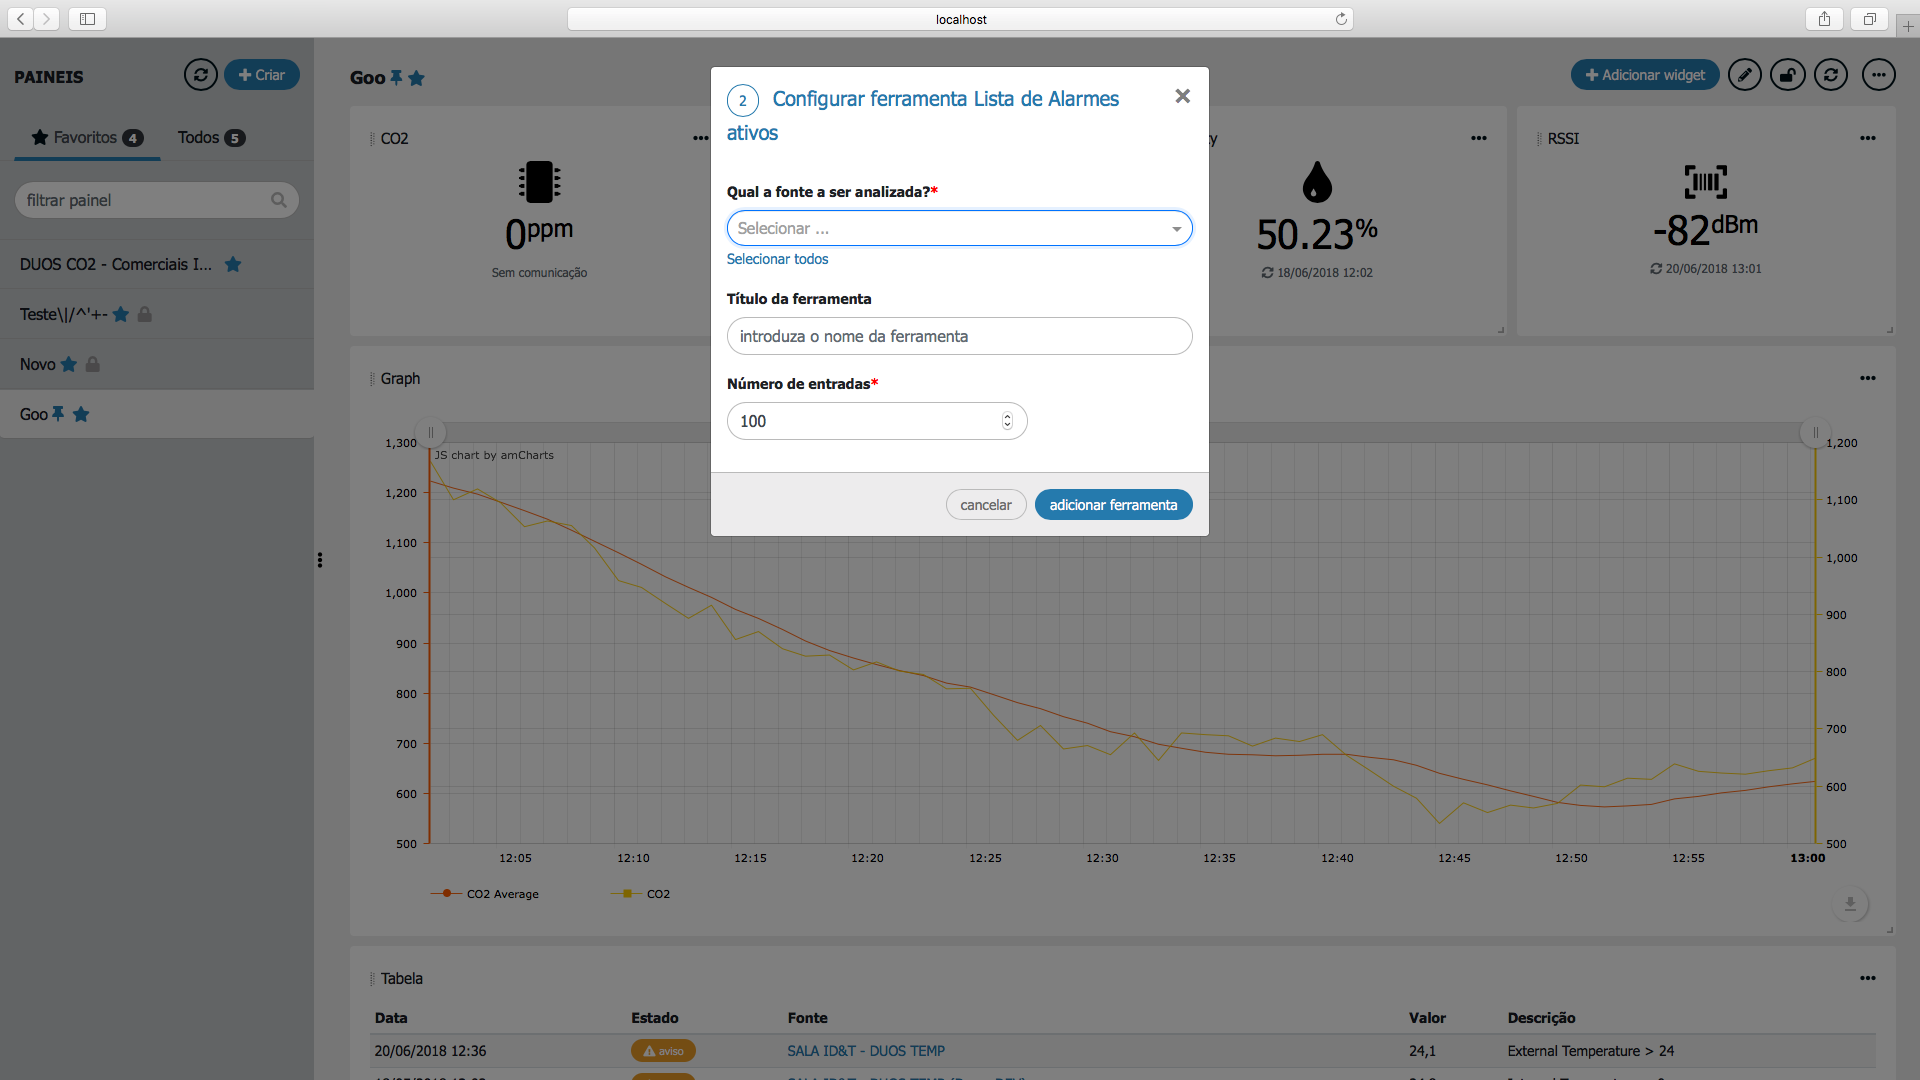 localhost
PAINEIS
Criar
Favoritos 4
Todos 5
filtrar painel
DUOS CO2 - Comerciais I...
Teste\|/^'+-
Novo
Goo
Goo
Adicionar widget
CO2
0ppm
Sem comunicação
y
50.23%
18/06/2018 12:02
RSSI
-82dBm
20/06/2018 13:01
2 Configurar ferramenta Lista de Alarmes
ativos
Qual a fonte a ser analizada?*
Selecionar ...
Selecionar todos
Título da ferramenta
introduza o nome da ferramenta
Número de entradas*
100
cancelar
adicionar ferramenta
Graph
JS chart by amCharts
1,300
1,200
1,100
1,000
900
800
700
600
500
1,200
1,100
1,000
900
800
700
600
500
12:05 12:10 12:15 12:20 12:25 12:30 12:35 12:40 12:45 12:50 12:55 13:00
CO2 Average CO2
Tabela
Data Estado Fonte Valor Descrição
20/06/2018 12:36 aviso SALA ID&T - DUOS TEMP 24,1 External Temperature > 24